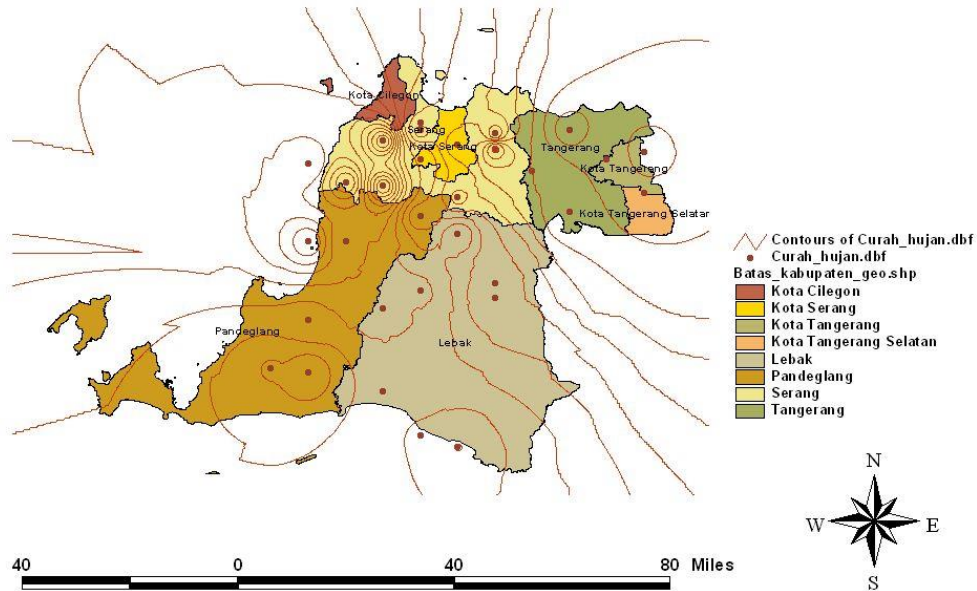 Kota Cilegon
Serang
Kota Serang
Tangerang
Kota Tangerang
Kota Tangerang Selatan
Pandeglang
Lebak
Contours of Curah_hujan.dbf
Curah_hujan.dbf
Batas_kabupaten_geo.shp
Kota Cilegon
Kota Serang
Kota Tangerang
Kota Tangerang Selatan
Lebak
Pandeglang
Serang
Tangerang
N
W E
S
40 0 40 80 Miles